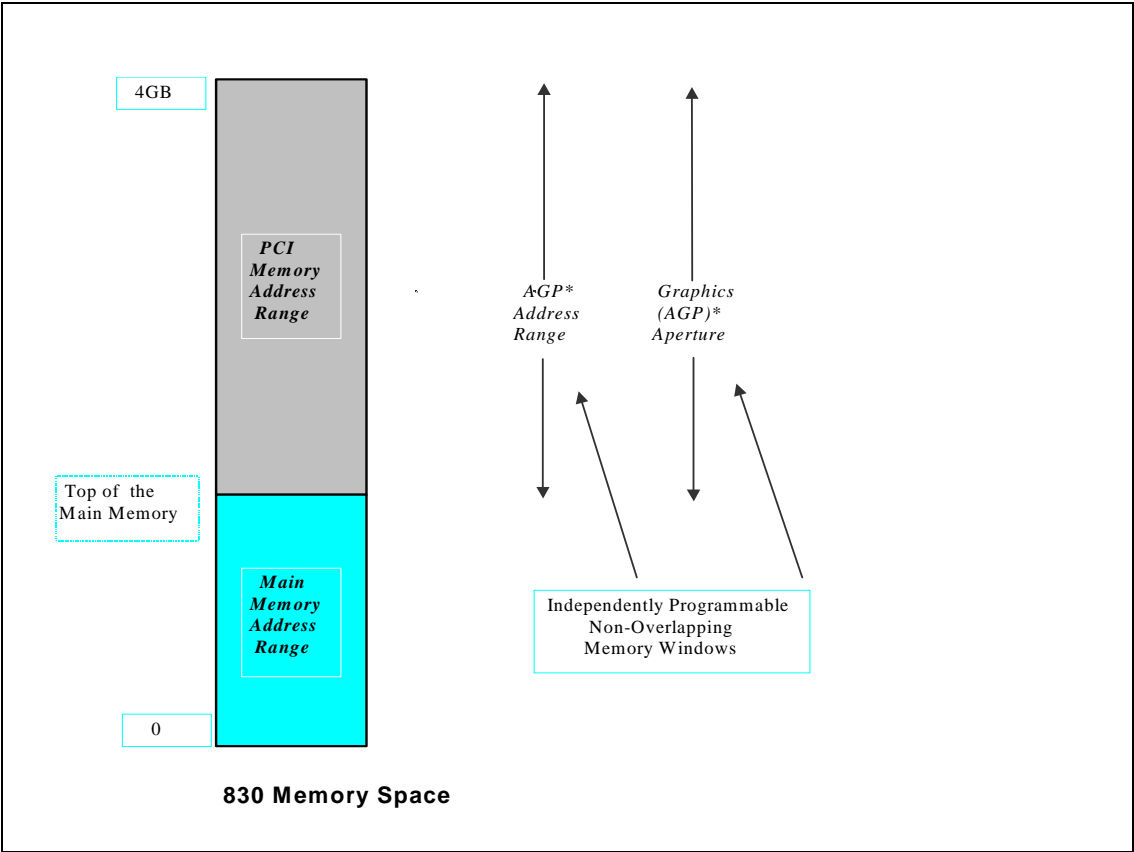 4GB
PCI
Memory
Address
Range
AGP*
Address
Range
Graphics
(AGP)*
Aperture
Top of the
Main Memory
Main
Memory
Address
Range
Independently Programmable
Non-Overlapping
Memory Windows
0
830 Memory Space